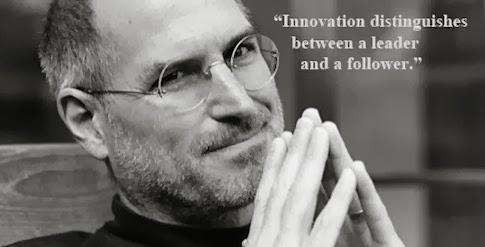 “Innovation distinguishes
between a leader
and a follower.”